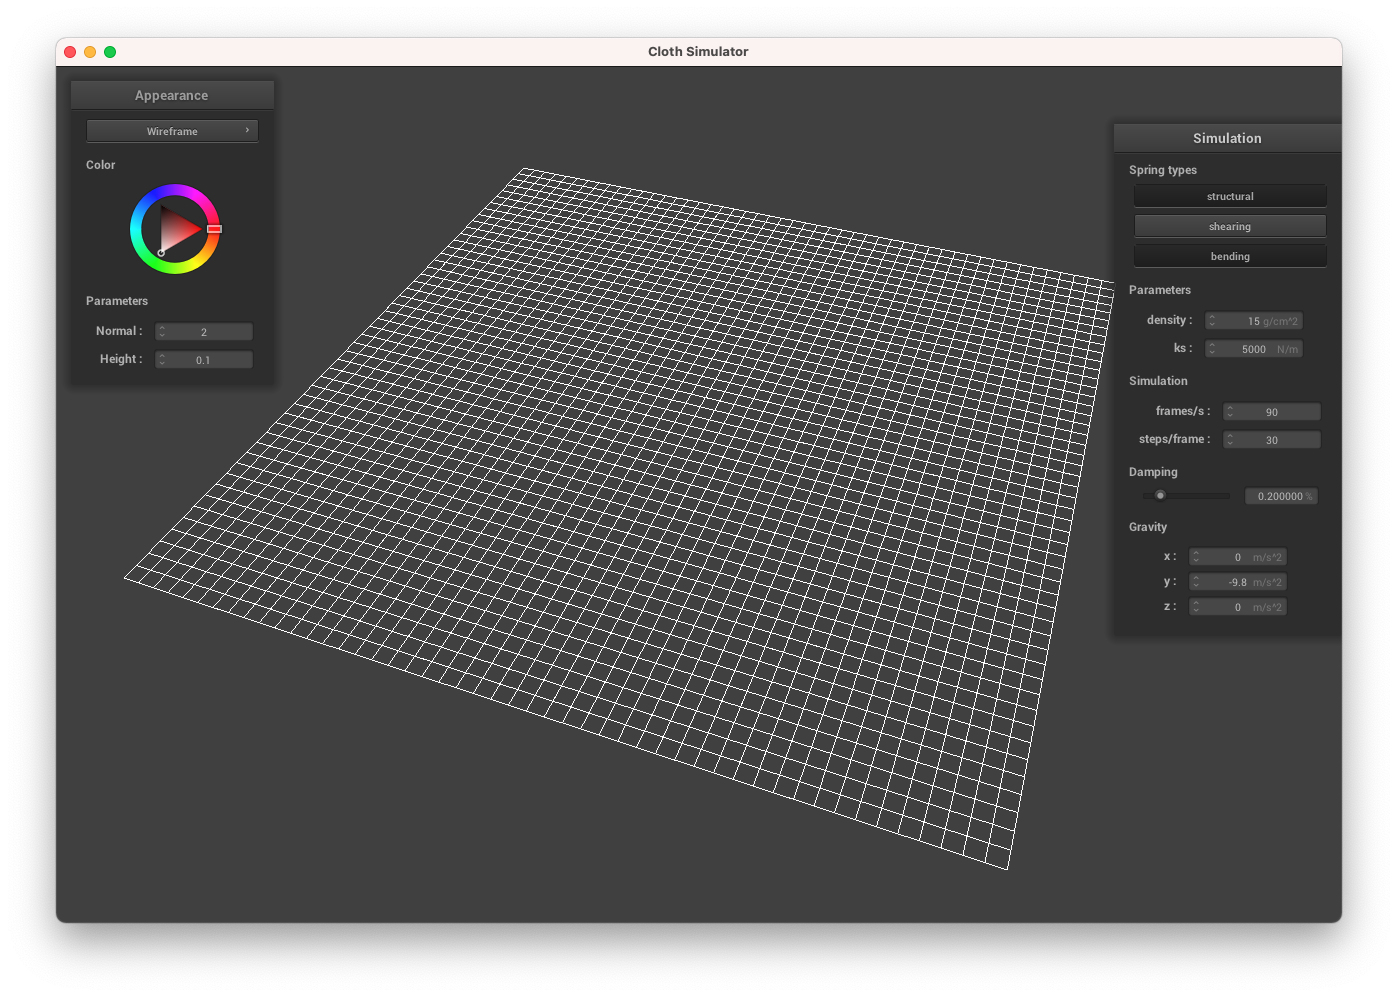 Cloth Simulator
Appearance
Wireframe ›
Color
Parameters
Normal : 2
Height : 0.1
Simulation
Spring types
structural
shearing
bending
Parameters
density : 15 g/cm^2
ks : 5000 N/m
Simulation
frames/s : 90
steps/frame : 30
Damping
0.200000 %
Gravity
x : 0 m/s^2
y : -9.8 m/s^2
z : 0 m/s^2